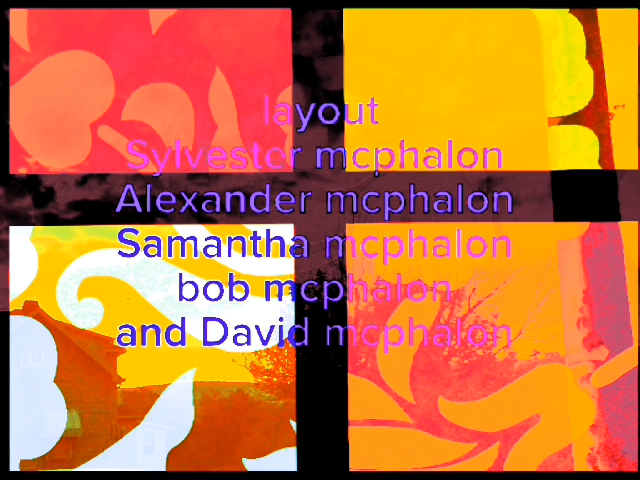 layout
Sylvester mcphalon
Alexander mcphalon
Samantha mcphalon
bob mcphalon
and David mcphalon